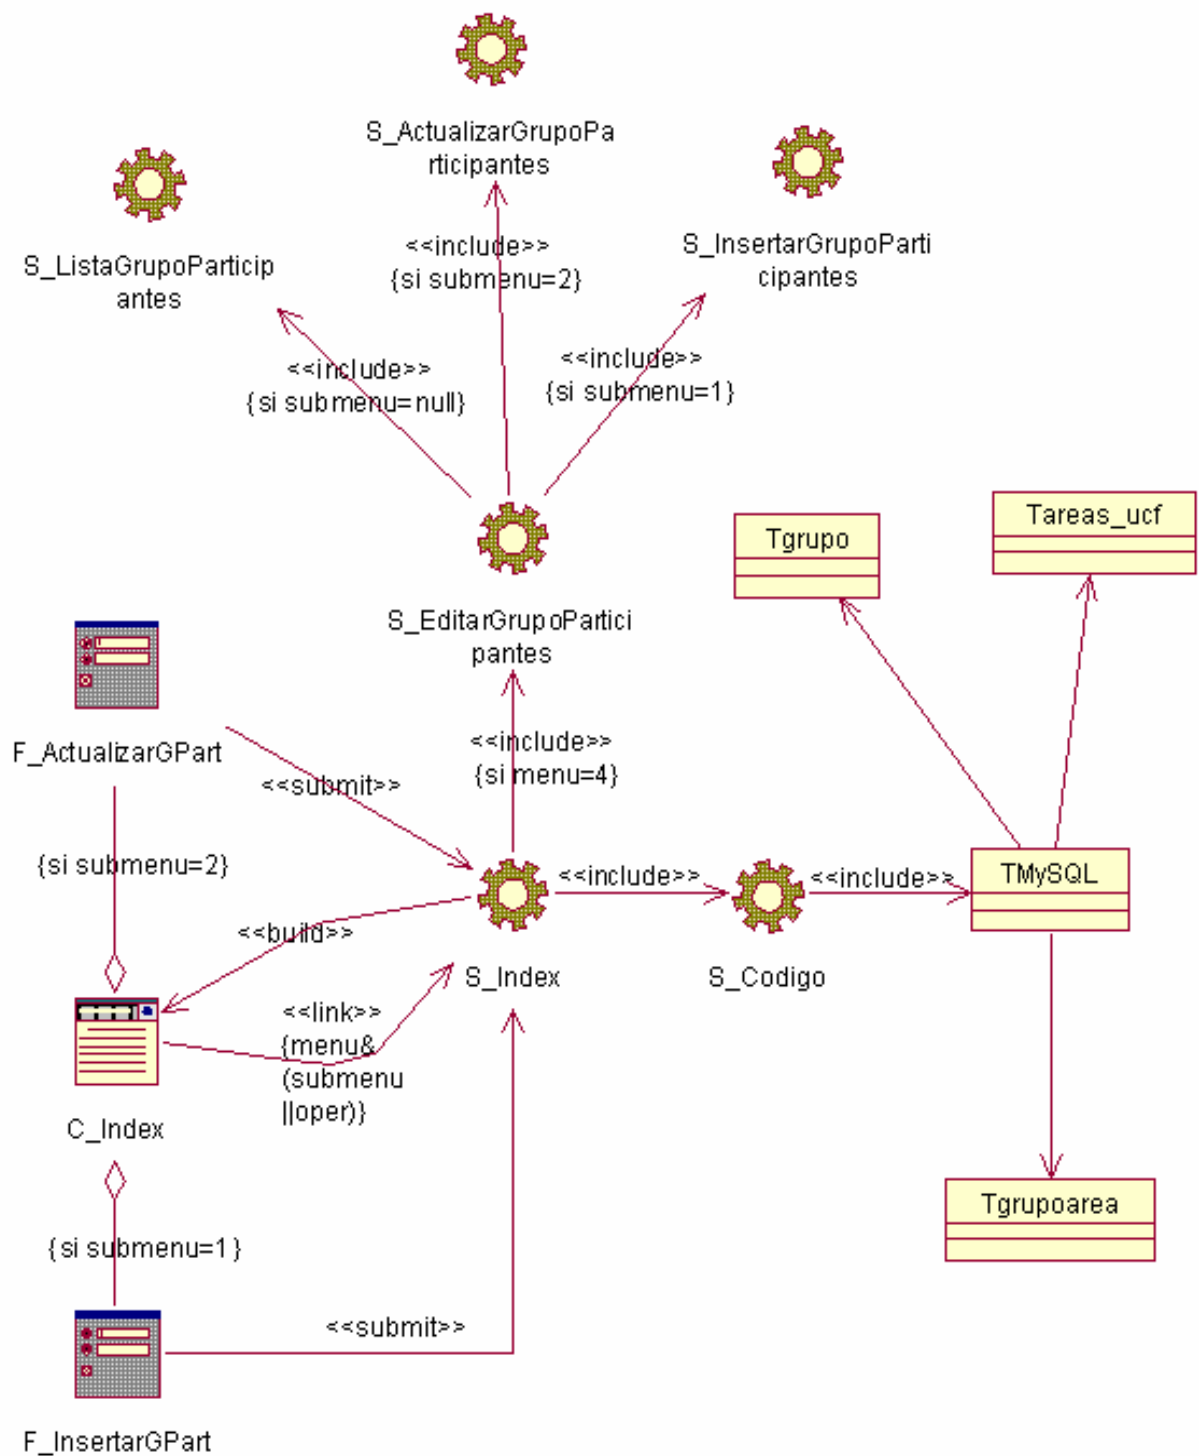 S_ActualizarGrupoPa
rticipantes
S_ListaGrupoParticip
antes
S_InsertarGrupoParti
cipantes
<<include>>
{si submenu=2}
<<include>>
{si submenu=null}
<<include>>
{si submenu=1}
Tgrupo
Tareas_ucf
S_EditarGrupoPartici
pantes
F_ActualizarGPart
<<include>>
{si menu=4}
<<submit>>
{si submenu=2}
<<include>>
<<include>>
TMySQL
<<build>>
S_Index
S_Codigo
<<link>>
{menu&
(submenu
||oper)}
C_Index
Tgrupoarea
{si submenu=1}
<<submit>>
F_InsertarGPart